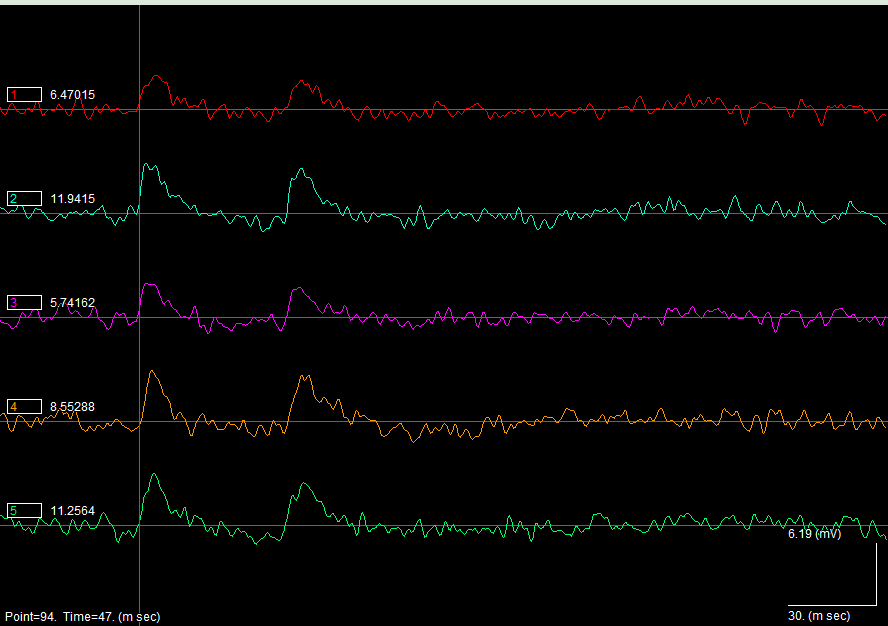 1 6.47015
2 11.9415
3 5.74162
4 8.55288
5 11.2564
6.19 (mV)
Point=94. Time=47. (m sec)
30. (m sec)